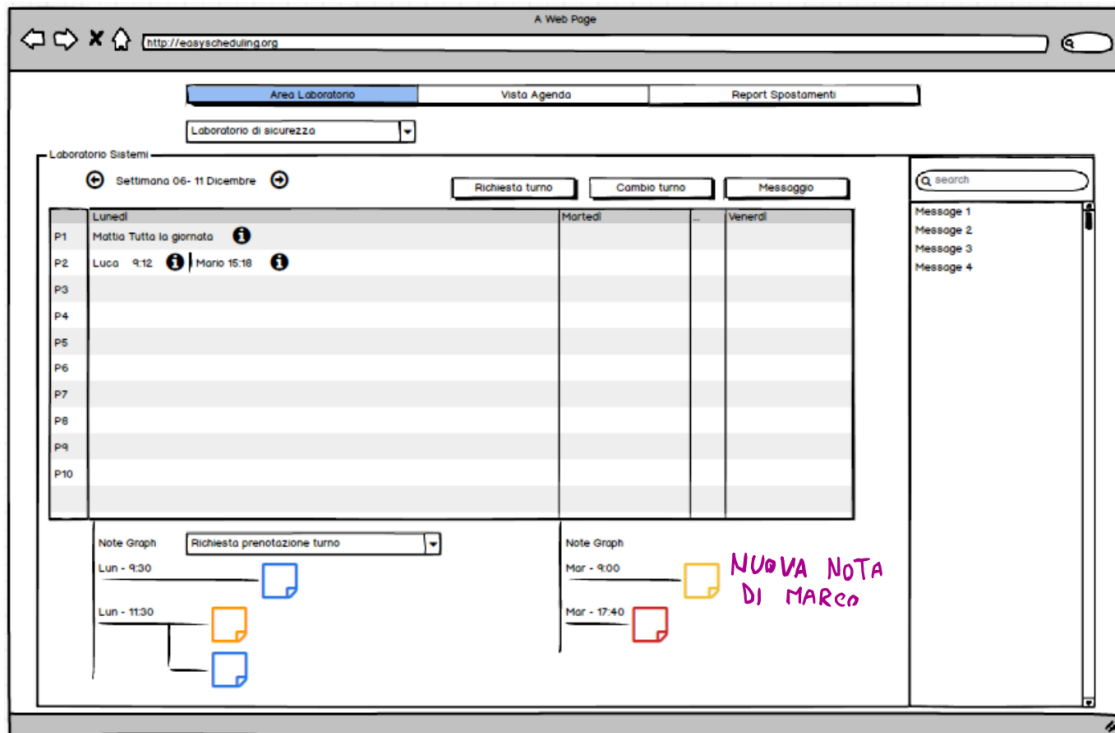 A Web Page
http://easyscheduling.org
Area Laboratorio
Vista Agenda
Report Spostamenti
Laboratorio di sicurezza
Laboratorio Sistemi
Settimana 06- 11 Dicembre
Richiesta turno
Cambio turno
Messaggio
search
Lunedì
Martedì
...
Venerdì
P1 Mattia Tutta la giornata
P2 Luca 9:12 Mario 15:18
P3
P4
P5
P6
P7
P8
P9
P10
Message 1
Message 2
Message 3
Message 4
Note Graph
Richiesta prenotazione turno
Lun - 9:30
Lun - 11:30
Note Graph
Mar - 9:00
Mar - 17:40
NUOVA NOTA
DI MARCO